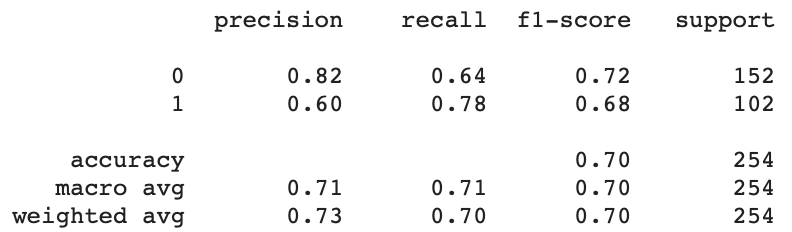 precision recall f1-score support
0 0.82 0.64 0.72 152
1 0.60 0.78 0.68 102
accuracy 0.70 254
macro avg 0.71 0.71 0.70 254
weighted avg 0.73 0.70 0.70 254